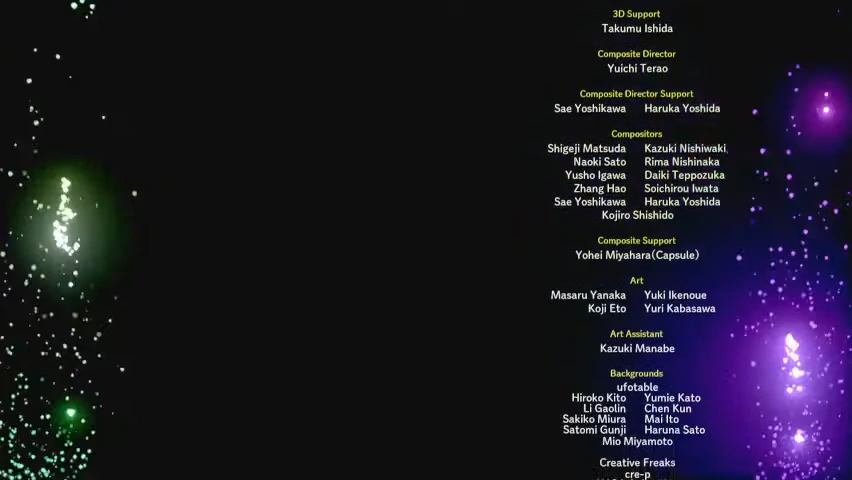 3D Support
Takumu Ishida
Composite Director
Yuichi Terao
Composite Director Support
Sae Yoshikawa Haruka Yoshida
Compositors
Shigeji Matsuda Kazuki Nishiwaki
Naoki Sato Rima Nishinaka
Yusho Igawa Daiki Teppozuka
Zhang Hao Soichirou Iwata
Sae Yoshikawa Haruka Yoshida
Kojiro Shishido
Composite Support
Yohei Miyahara(Capsule)
Art
Masaru Yanaka Yuki Ikenoue
Koji Eto Yuri Kabasawa
Art Assistant
Kazuki Manabe
Backgrounds
ufotable
Hiroko Kito Yumie Kato
Li Gaolin Chen Kun
Sakiko Miura Mai Ito
Satomi Gunji Haruna Sato
Mio Miyamoto
Creative Freaks
cre-p